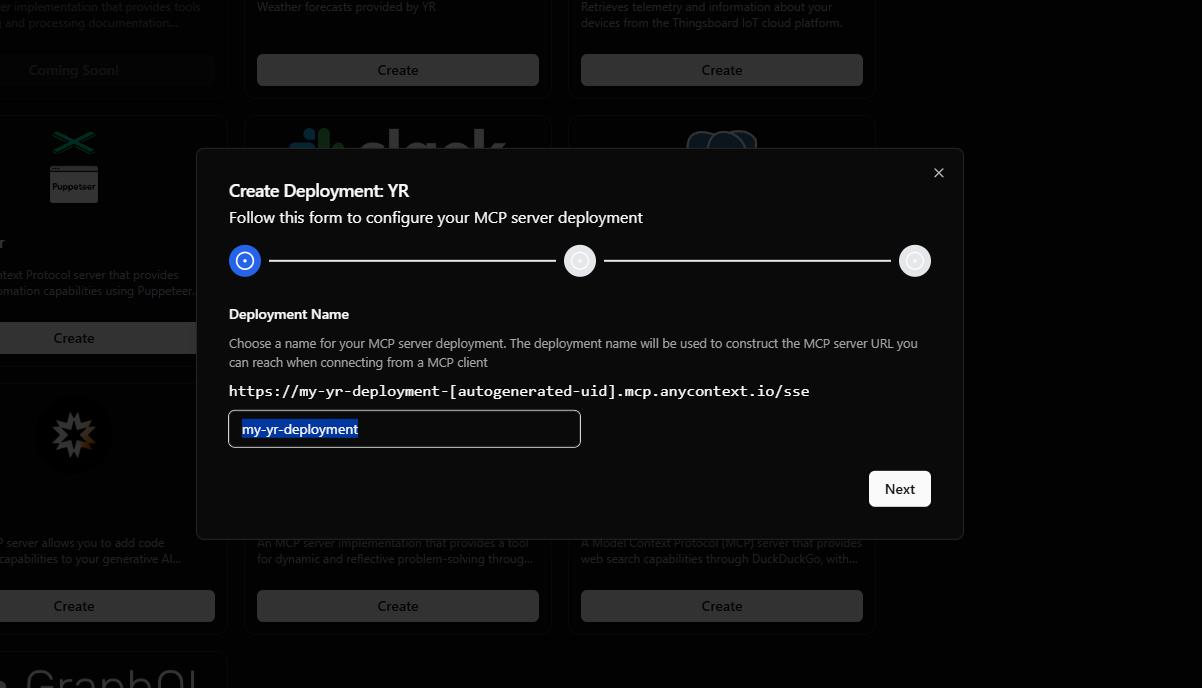 er implementation that provides tools
g and processing documentation...
Coming Soon!
Weather forecasts provided by YR
Create
Retrieves telemetry and information about your
devices from the Thingsboard IoT cloud platform.
Create
Puppeteer
r
ntext Protocol server that provides
omation capabilities using Puppeteer...
Create
slack
Create Deployment: YR
Follow this form to configure your MCP server deployment
Deployment Name
Choose a name for your MCP server deployment. The deployment name will be used to construct the MCP server URL you
can reach when connecting from a MCP client
https://my-yr-deployment-[autogenerated-uid].mcp.anycontext.io/sse
my-yr-deployment
Next
P server allows you to add code
capabilities to your generative AI...
Create
An MCP server implementation that provides a tool
for dynamic and reflective problem-solving throug...
Create
A Model Context Protocol (MCP) server that provides
web search capabilities through DuckDuckGo, with...
Create
GraphQL